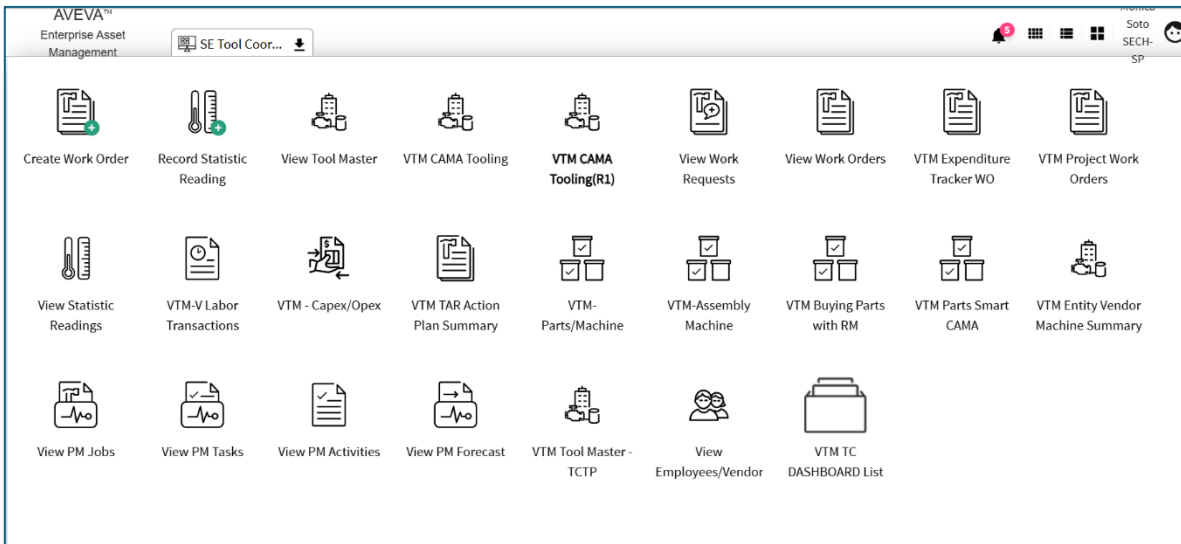 AVEVA™
Enterprise Asset
Management
SE Tool Coor...
5
Soto
SECH-
SP
Create Work Order
Record Statistic
Reading
View Tool Master
VTM CAMA Tooling
VTM CAMA
Tooling(R1)
View Work
Requests
View Work Orders
VTM Expenditure
Tracker WO
VTM Project Work
Orders
View Statistic
Readings
VTM-V Labor
Transactions
VTM - Capex/Opex
VTM TAR Action
Plan Summary
VTM-
Parts/Machine
VTM-Assembly
Machine
VTM Buying Parts
with RM
VTM Parts Smart
CAMA
VTM Entity Vendor
Machine Summary
View PM Jobs
View PM Tasks
View PM Activities
View PM Forecast
VTM Tool Master -
TCTP
View
Employees/Vendor
VTM TC
DASHBOARD List